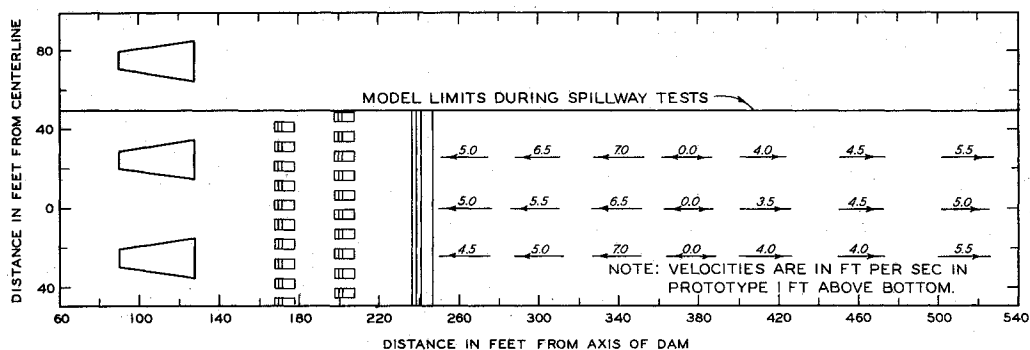 DISTANCE IN FEET FROM CENTERLINE
80
40
0
40
MODEL LIMITS DURING SPILLWAY TESTS
5.0 6.5 7.0 0.0 4.0 4.5 5.5
5.0 5.5 6.5 0.0 3.5 4.5 5.0
4.5 5.0 7.0 0.0 4.0 4.0 5.5
NOTE: VELOCITIES ARE IN FT PER SEC IN
PROTOTYPE 1 FT ABOVE BOTTOM.
60 100 140 180 220 260 300 340 380 420 460 500 540
DISTANCE IN FEET FROM AXIS OF DAM